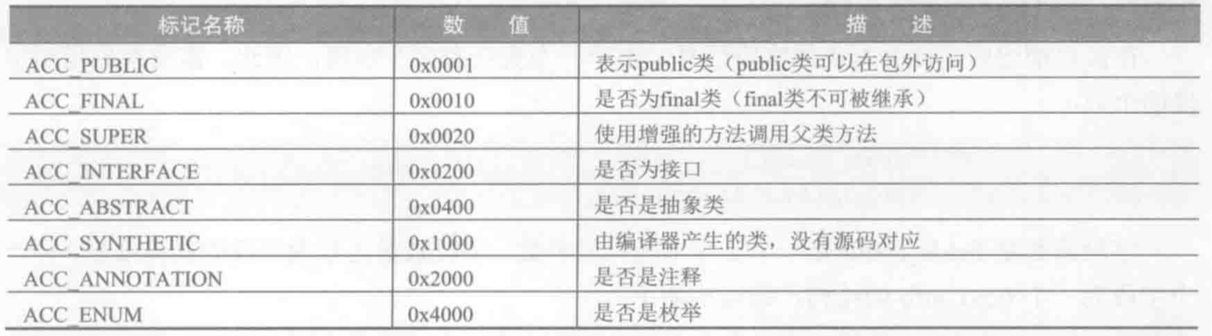 标记名称 数 值 描 述
ACC_PUBLIC 0x0001 表示public类（public类可以在包外访问）
ACC_FINAL 0x0010 是否为final类（final类不可被继承）
ACC_SUPER 0x0020 使用增强的方法调用父类方法
ACC_INTERFACE 0x0200 是否为接口
ACC_ABSTRACT 0x0400 是否是抽象类
ACC_SYNTHETIC 0x1000 由编译器产生的类，没有源码对应
ACC_ANNOTATION 0x2000 是否是注释
ACC_ENUM 0x4000 是否是枚举